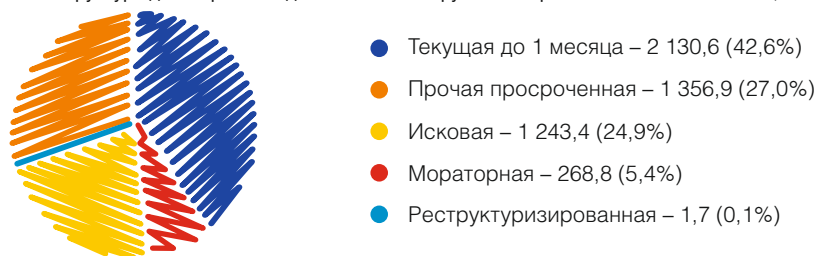 Текущая до 1 месяца – 2 130,6 (42,6%)
Прочая просроченная – 1 356,9 (27,0%)
Исковая – 1 243,4 (24,9%)
Мораторная – 268,8 (5,4%)
Реструктуризированная – 1,7 (0,1%)